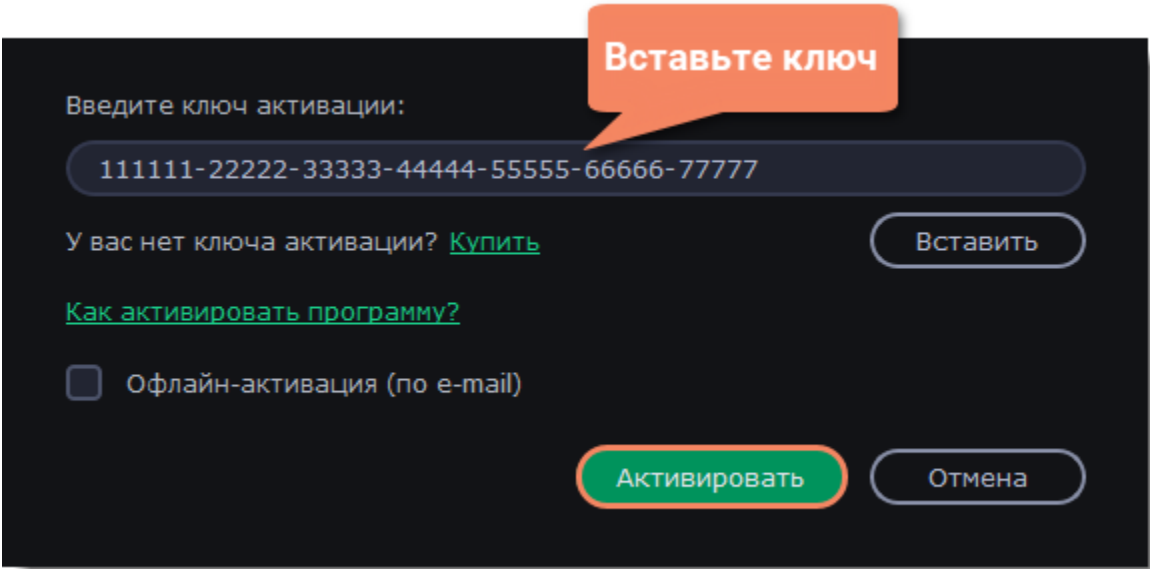 Вставьте ключ
Введите ключ активации:
111111-22222-33333-44444-55555-66666-77777
У вас нет ключа активации? Купить
Вставить
Как активировать программу?
Офлайн-активация (по e-mail)
Активировать
Отмена